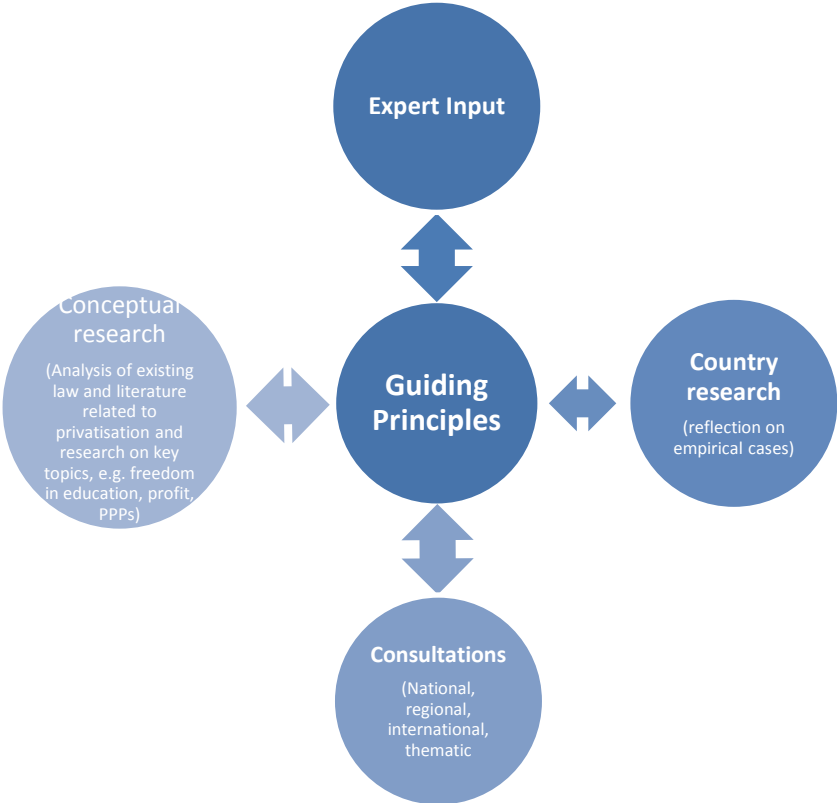 Expert Input
Conceptual
research
(Analysis of existing
law and literature
related to
privatisation and
research on key
topics, e.g. freedom
in education, profit,
PPPs)
Guiding
Principles
Country
research
(reflection on
empirical cases)
Consultations
(National,
regional,
international,
thematic